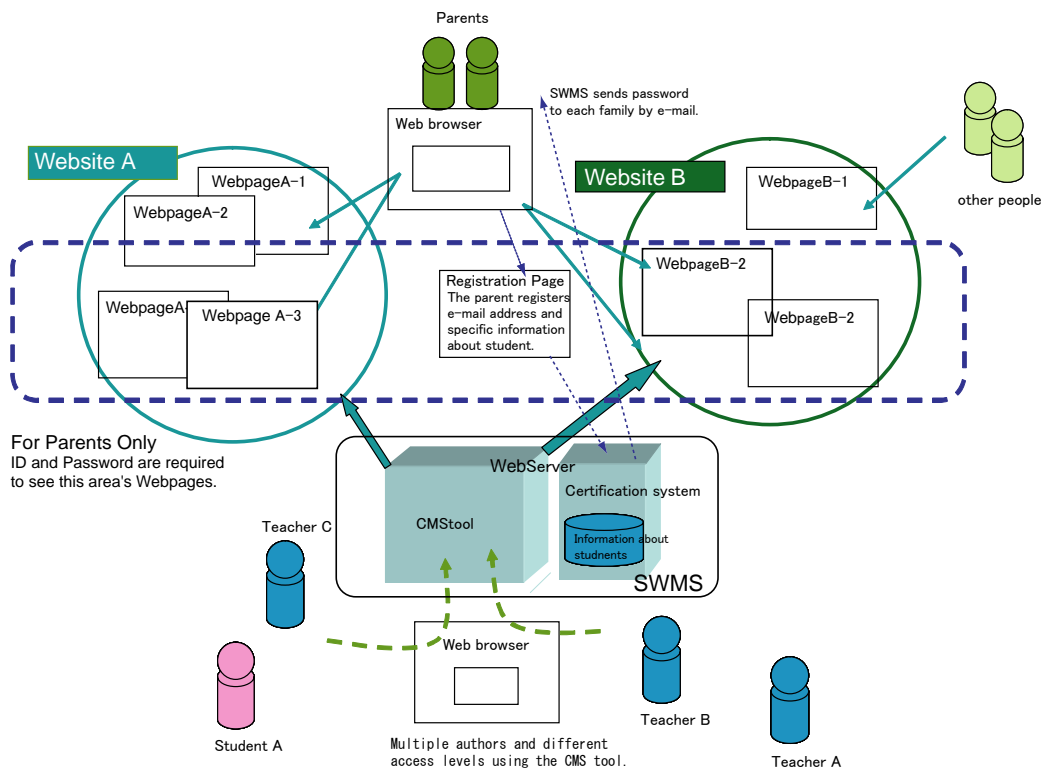 Parents
SWMS sends password
to each family by e-mail.
Web browser
Website A
WebpageA-1
WebpageA-2
Website B
WebpageB-1
other people
WebpageB-2
Registration Page
The parent registers
e-mail address and
specific information
about student.
WebpageA-
Webpage A-3
WebpageB-2
For Parents Only
ID and Password are required
to see this area's Webpages.
WebServer
Certification system
CMStool
Information about
studnents
SWMS
Teacher C
Web browser
Student A
Teacher B
Teacher A
Multiple authors and different
access levels using the CMS tool.